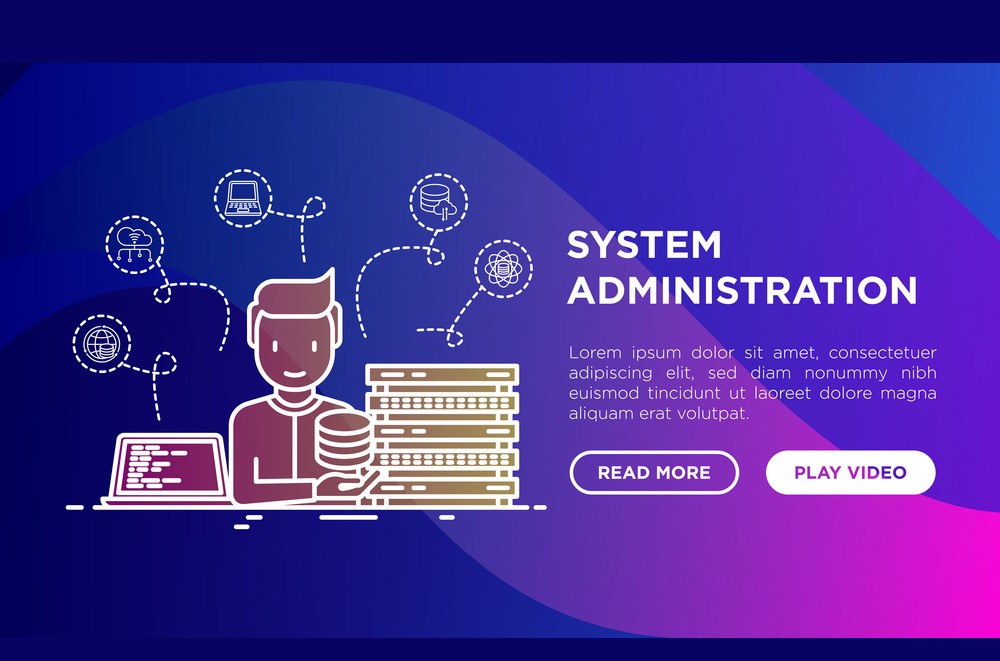 SYSTEM
ADMINISTRATION
Lorem ipsum dolor sit amet, consectetuer
adipiscing elit, sed diam nonummy nibh
euismod tincidunt ut laoreet dolore magna
aliquam erat volutpat.
READ MORE
PLAY VIDEO